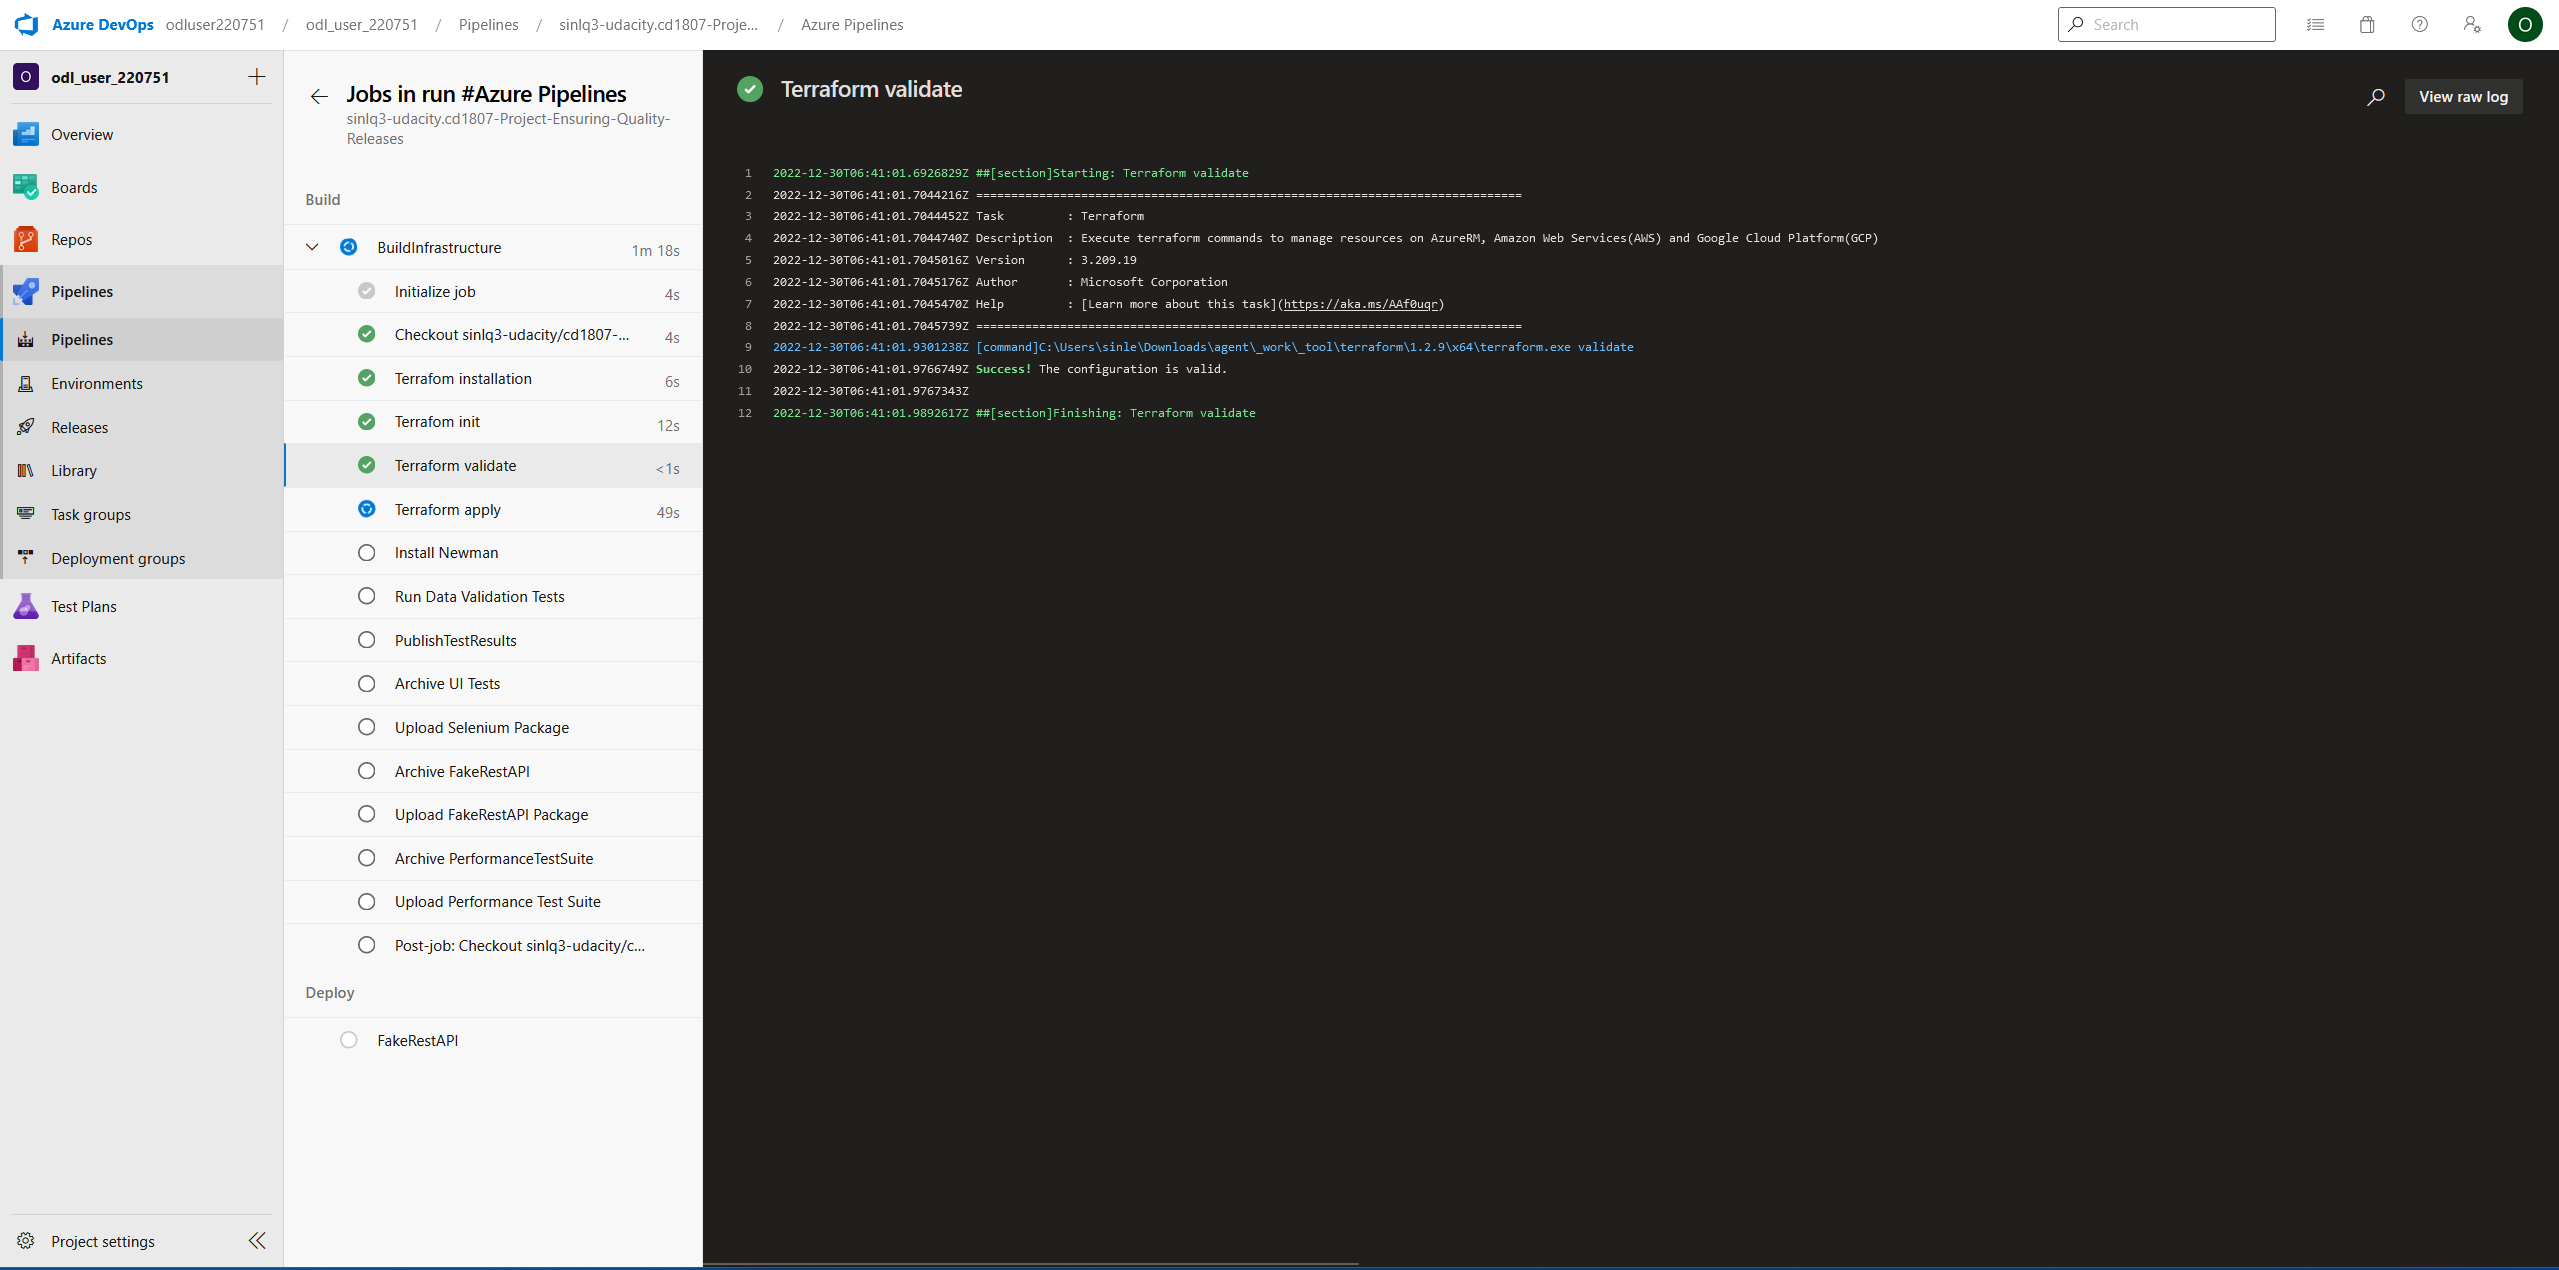 Azure DevOps odluser220751 / odl_user_220751 / Pipelines / sinlq3-udacity.cd1807-Proje... / Azure Pipelines
Search
O
O odl_user_220751
Overview
Boards
Repos
Pipelines
Pipelines
Environments
Releases
Library
Task groups
Deployment groups
Test Plans
Artifacts
Project settings
Jobs in run #Azure Pipelines
sinlq3-udacity.cd1807-Project-Ensuring-Quality-
Releases
Build
BuildInfrastructure 1m 18s
Initialize job 4s
Checkout sinlq3-udacity/cd1807-... 4s
Terrafom installation 6s
Terrafom init 12s
Terraform validate <1s
Terraform apply 49s
Install Newman
Run Data Validation Tests
PublishTestResults
Archive UI Tests
Upload Selenium Package
Archive FakeRestAPI
Upload FakeRestAPI Package
Archive PerformanceTestSuite
Upload Performance Test Suite
Post-job: Checkout sinlq3-udacity/c...
Deploy
FakeRestAPI
Terraform validate
View raw log
1 2022-12-30T06:41:01.6926829Z ##[section]Starting: Terraform validate
2 2022-12-30T06:41:01.7044216Z ==============================================================================
3 2022-12-30T06:41:01.7044452Z Task         : Terraform
4 2022-12-30T06:41:01.7044740Z Description  : Execute terraform commands to manage resources on AzureRM, Amazon Web Services(AWS) and Google Cloud Platform(GCP)
5 2022-12-30T06:41:01.7045016Z Version      : 3.209.19
6 2022-12-30T06:41:01.7045176Z Author       : Microsoft Corporation
7 2022-12-30T06:41:01.7045470Z Help         : [Learn more about this task](https://aka.ms/AAf0uqr)
8 2022-12-30T06:41:01.7045739Z ==============================================================================
9 2022-12-30T06:41:01.9301238Z [command]C:\Users\sinle\Downloads\agent\_work\_tool\terraform\1.2.9\x64\terraform.exe validate
10 2022-12-30T06:41:01.9766749Z Success! The configuration is valid.
11 2022-12-30T06:41:01.9767343Z
12 2022-12-30T06:41:01.9892617Z ##[section]Finishing: Terraform validate